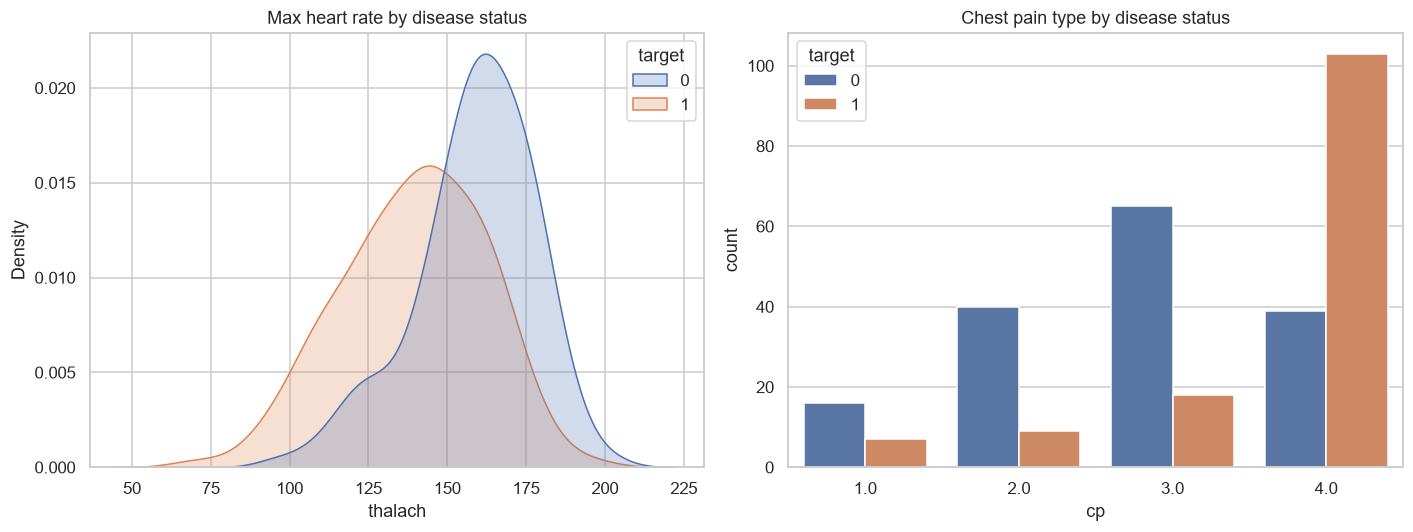 Max heart rate by disease status
target
0
1
0.020
0.015
0.010
0.005
0.000
Density
50 75 100 125 150 175 200 225
thalach
Chest pain type by disease status
target
0
1
100
80
60
40
20
0
count
1.0 2.0 3.0 4.0
cp